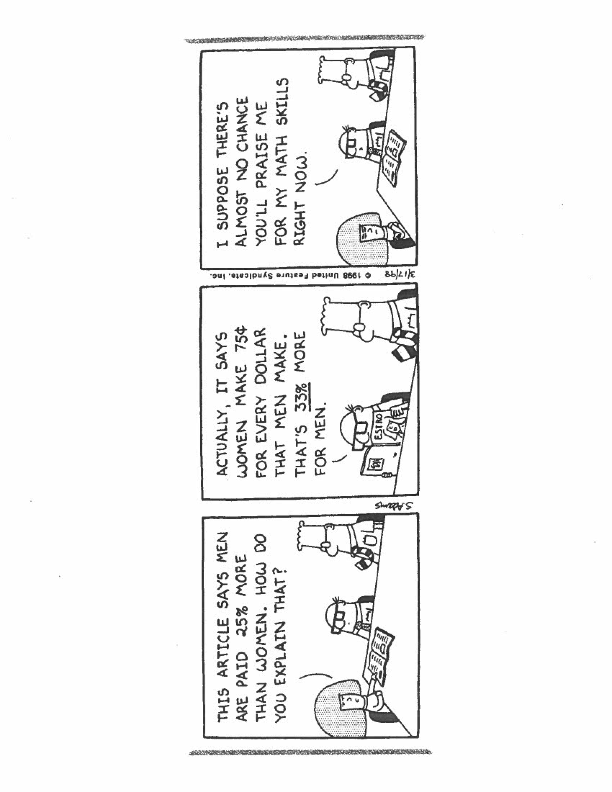 THIS ARTICLE SAYS MEN
ARE PAID 25% MORE
THAN WOMEN. HOW DO
YOU EXPLAIN THAT?
S.Adams
ACTUALLY, IT SAYS
WOMEN MAKE 75¢
FOR EVERY DOLLAR
THAT MEN MAKE.
THAT'S 33% MORE
FOR MEN.
ESTRO
3/17/98 © 1998 United Feature Syndicate, Inc.
I SUPPOSE THERE'S
ALMOST NO CHANCE
YOU'LL PRAISE ME
FOR MY MATH SKILLS
RIGHT NOW.